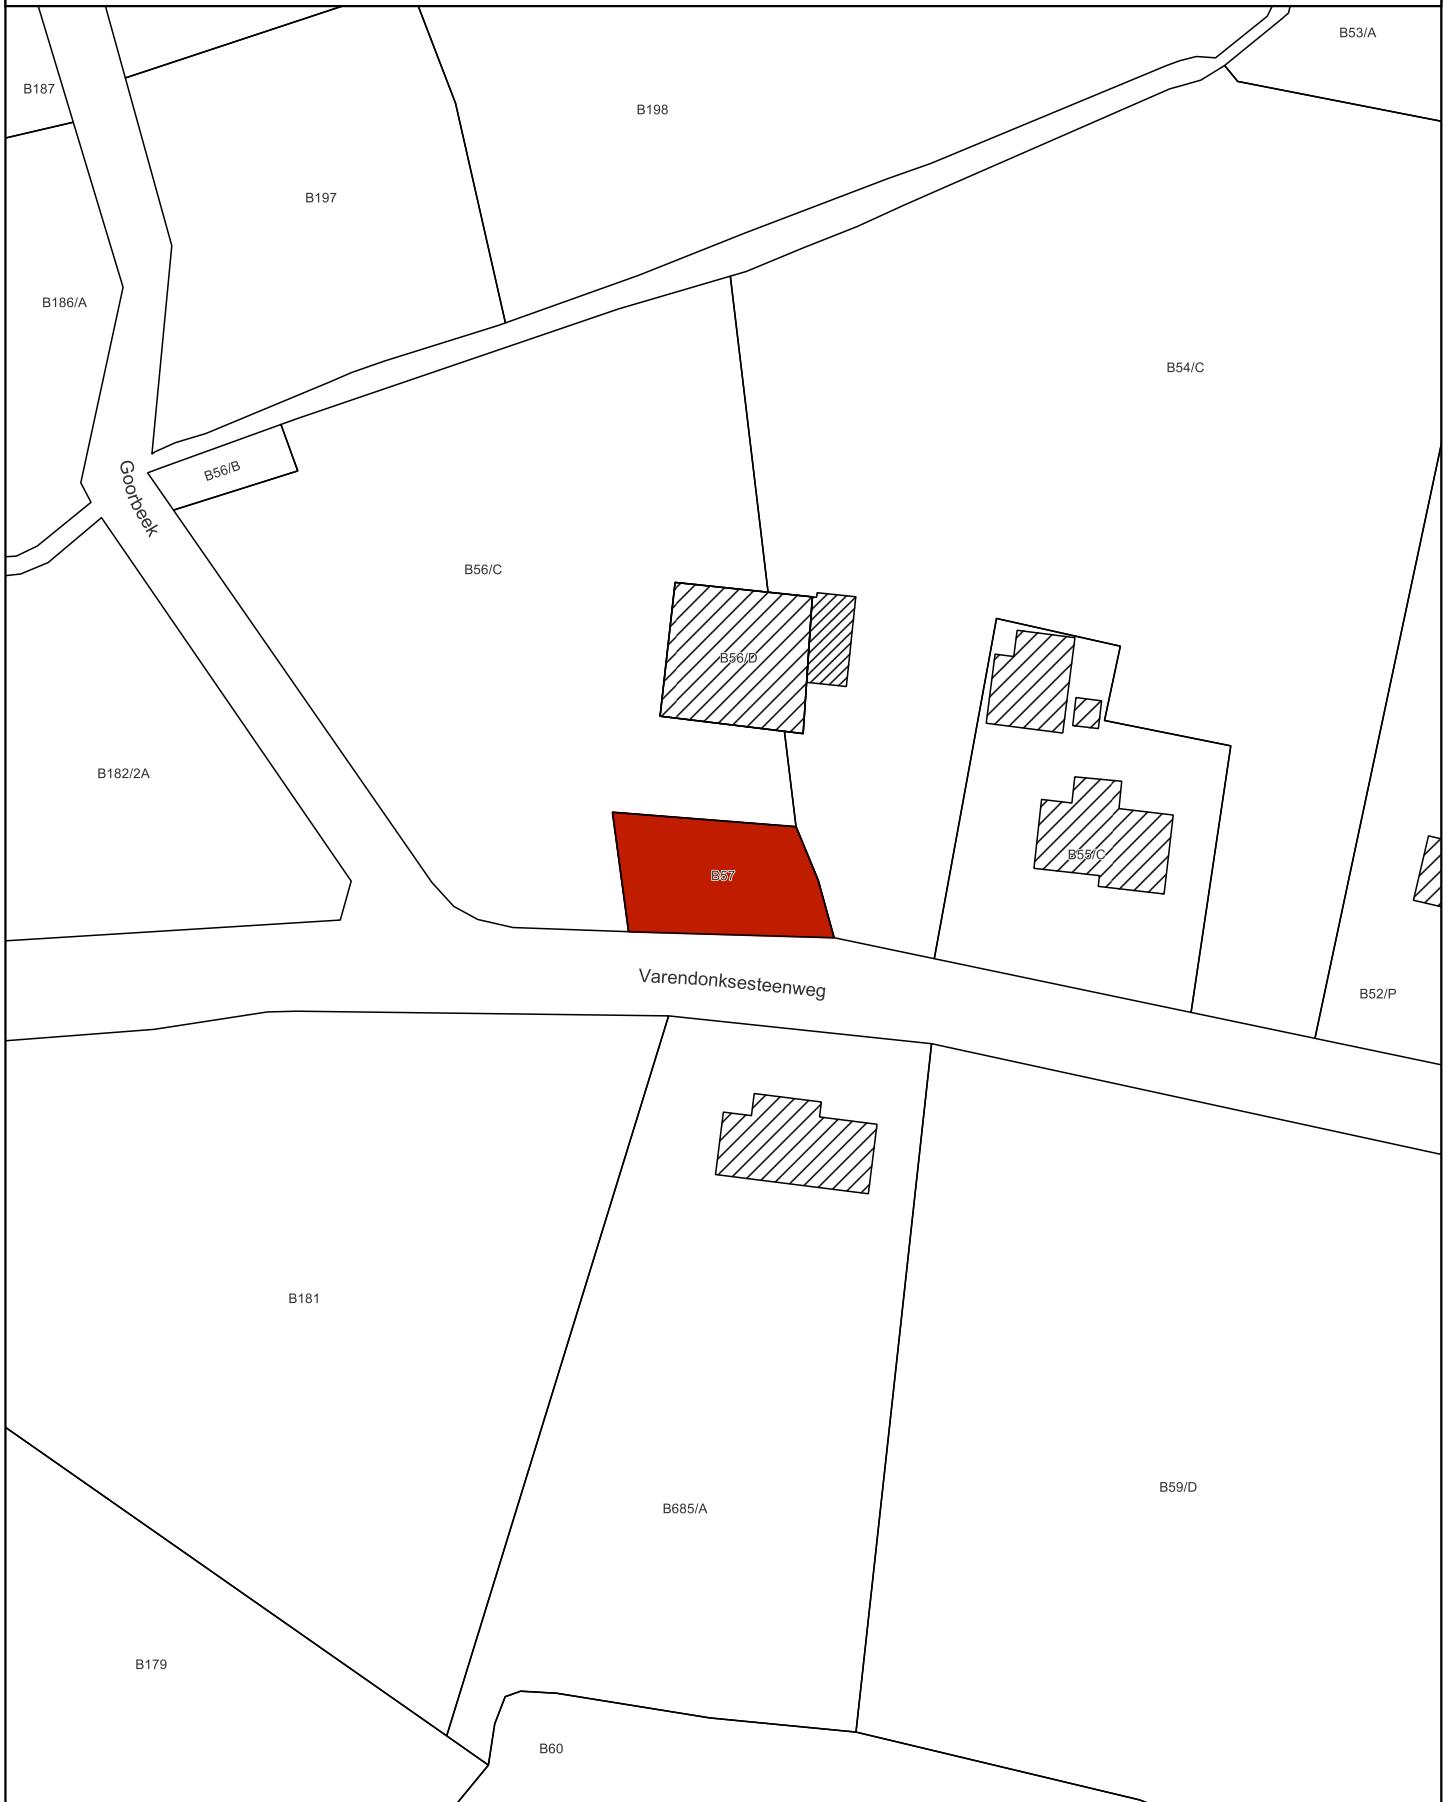 B53/A
B187
B198
B197
B186/A
B54/C
B56/B
Goorbeek
B56/C
B56/D
B182/2A
B55/C
B57
Varendonksesteenweg
B52/P
B181
B59/D
B685/A
B179
B60